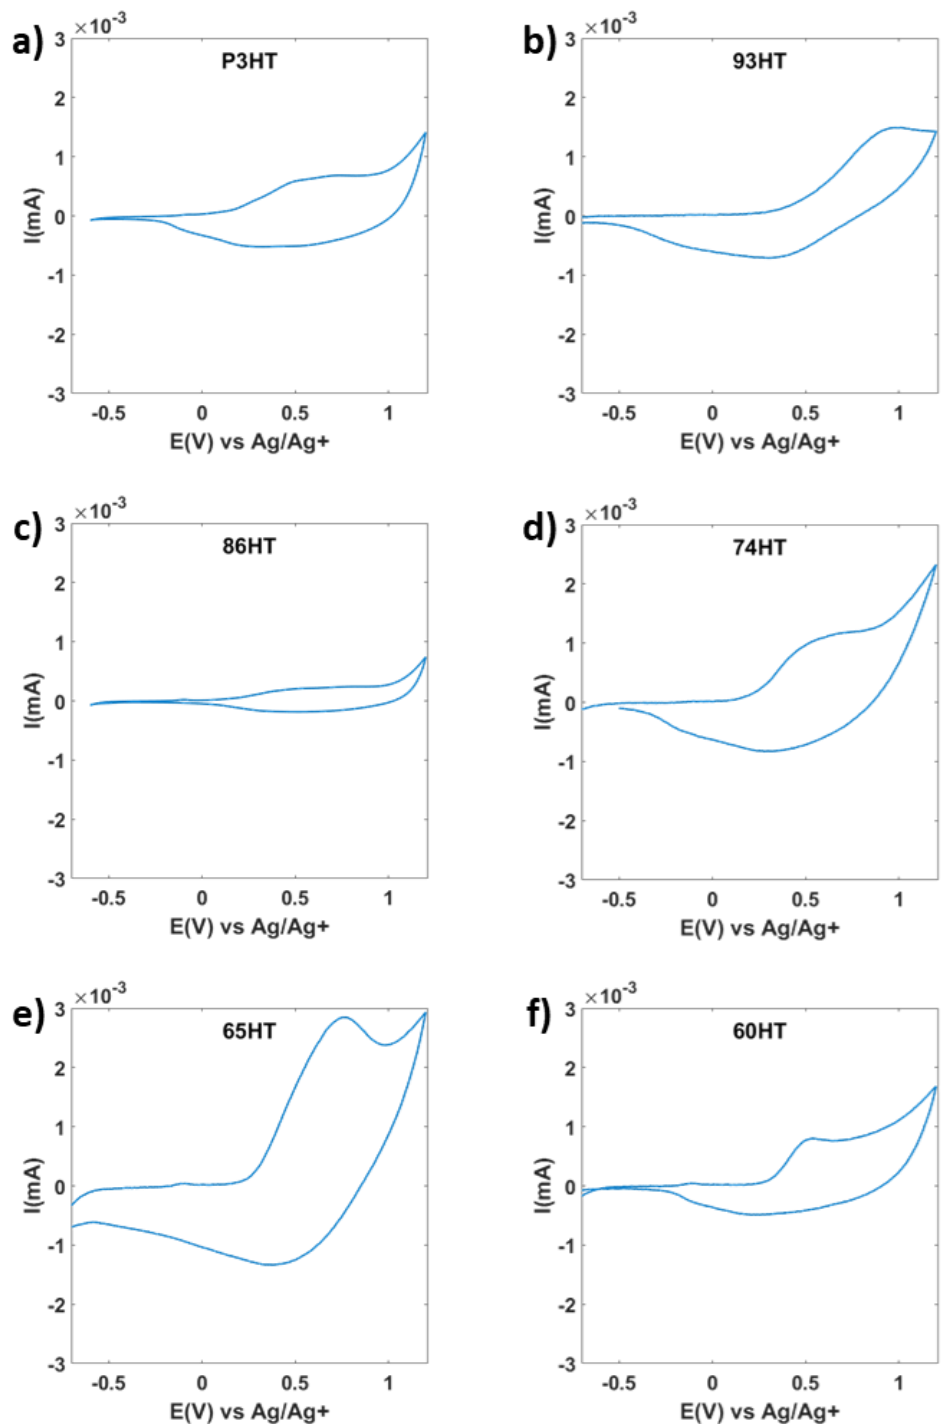 a)
×10-3
P3HT
3
2
1
0
-1
-2
-3
I(mA)
-0.5 0 0.5 1
E(V) vs Ag/Ag+
b)
×10-3
93HT
3
2
1
0
-1
-2
-3
I(mA)
-0.5 0 0.5 1
E(V) vs Ag/Ag+
c)
×10-3
86HT
3
2
1
0
-1
-2
-3
I(mA)
-0.5 0 0.5 1
E(V) vs Ag/Ag+
d)
×10-3
74HT
3
2
1
0
-1
-2
-3
I(mA)
-0.5 0 0.5 1
E(V) vs Ag/Ag+
e)
×10-3
65HT
3
2
1
0
-1
-2
-3
I(mA)
-0.5 0 0.5 1
E(V) vs Ag/Ag+
f)
×10-3
60HT
3
2
1
0
-1
-2
-3
I(mA)
-0.5 0 0.5 1
E(V) vs Ag/Ag+